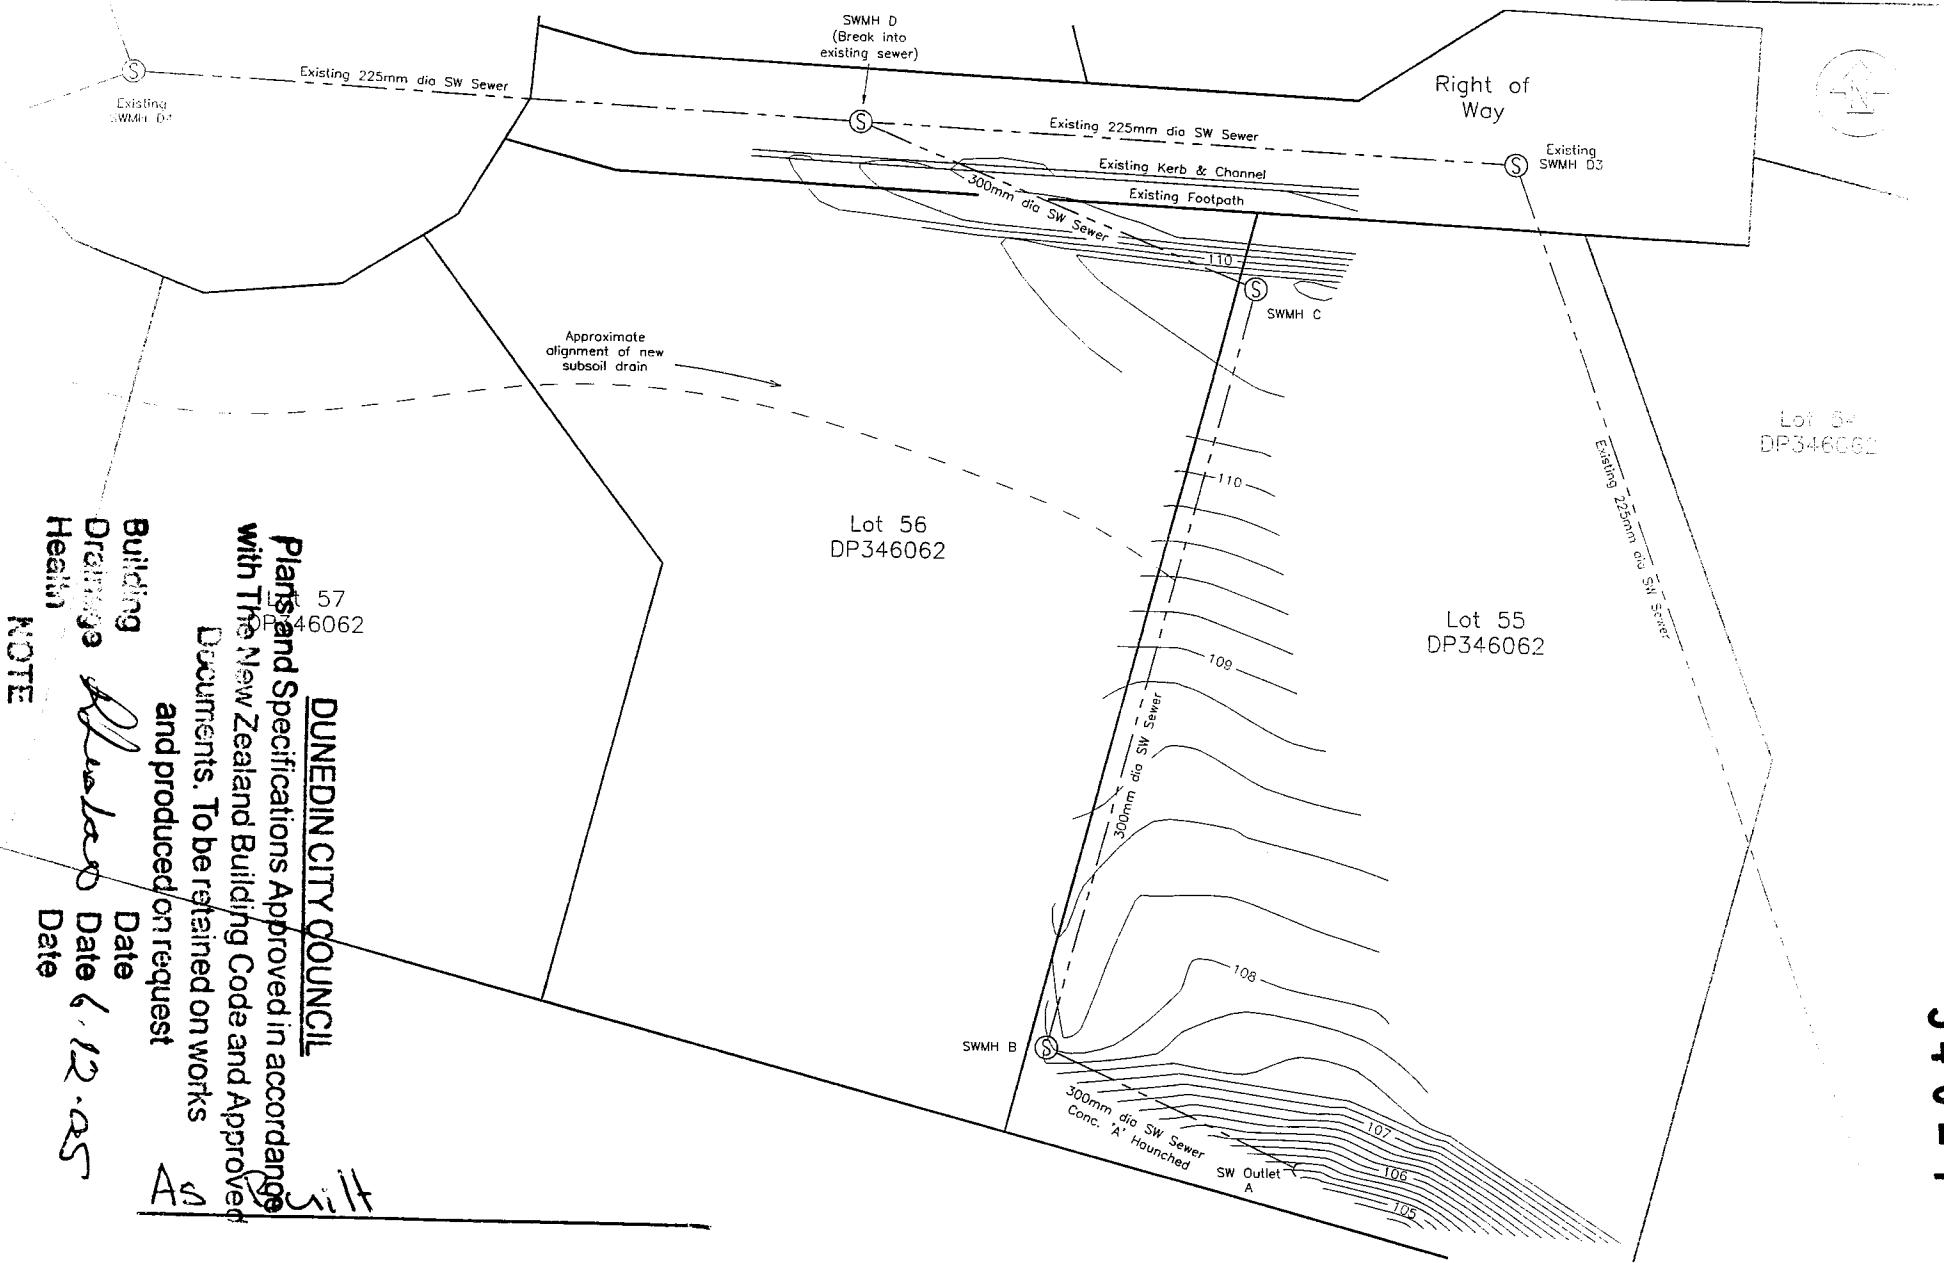 SWMH D
(Break into
existing sewer)
Existing 225mm dia SW Sewer
Existing
Right of
Way
N
Existing 225mm dia SW Sewer
Existing
SWMH D3
Existing Kerb & Channel
Existing Footpath
300mm dia SW Sewer
110
SWMH C
Approximate
alignment of new
subsoil drain
DP346062
110
Existing 225mm dia SW Sewer
Lot 56
DP346062
Lot 57
DP346062
Lot 55
DP346062
109
300mm dia SW Sewer
108
SWMH B
300mm dia SW Sewer
Conc. 'A' Haunched
SW Outlet
A
107
106
105
DUNEDIN CITY COUNCIL
Plans and Specifications Approved in accordance
with The New Zealand Building Code and Approved
Documents. To be retained on works
and produced on request
Building Date
Drainage Date 6.12.05
Health Date
NOTE
As Built
S
S
S
S
S